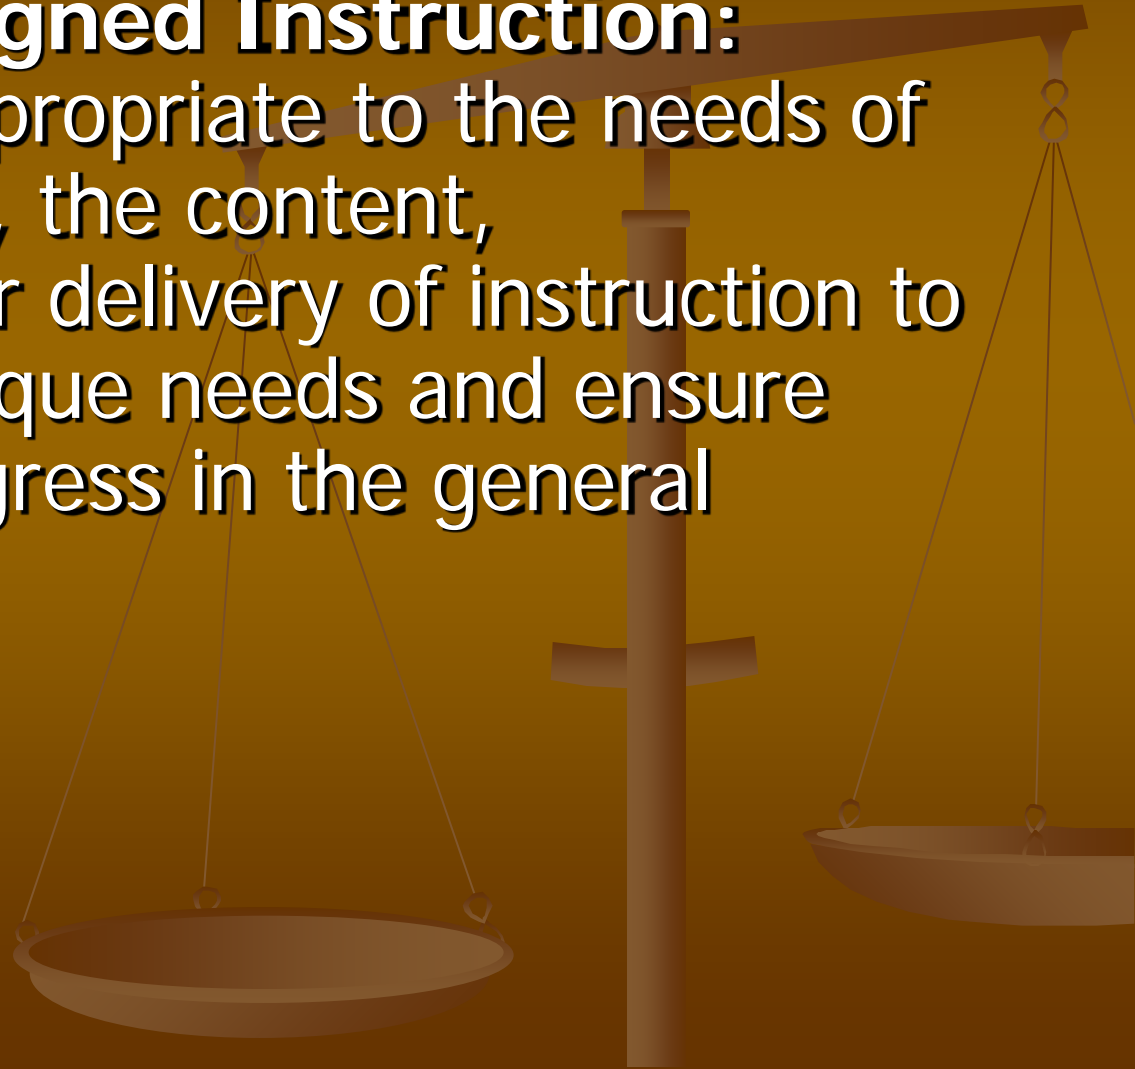 gned Instruction:
propriate to the needs of
, the content,
r delivery of instruction to
que needs and ensure
gress in the general